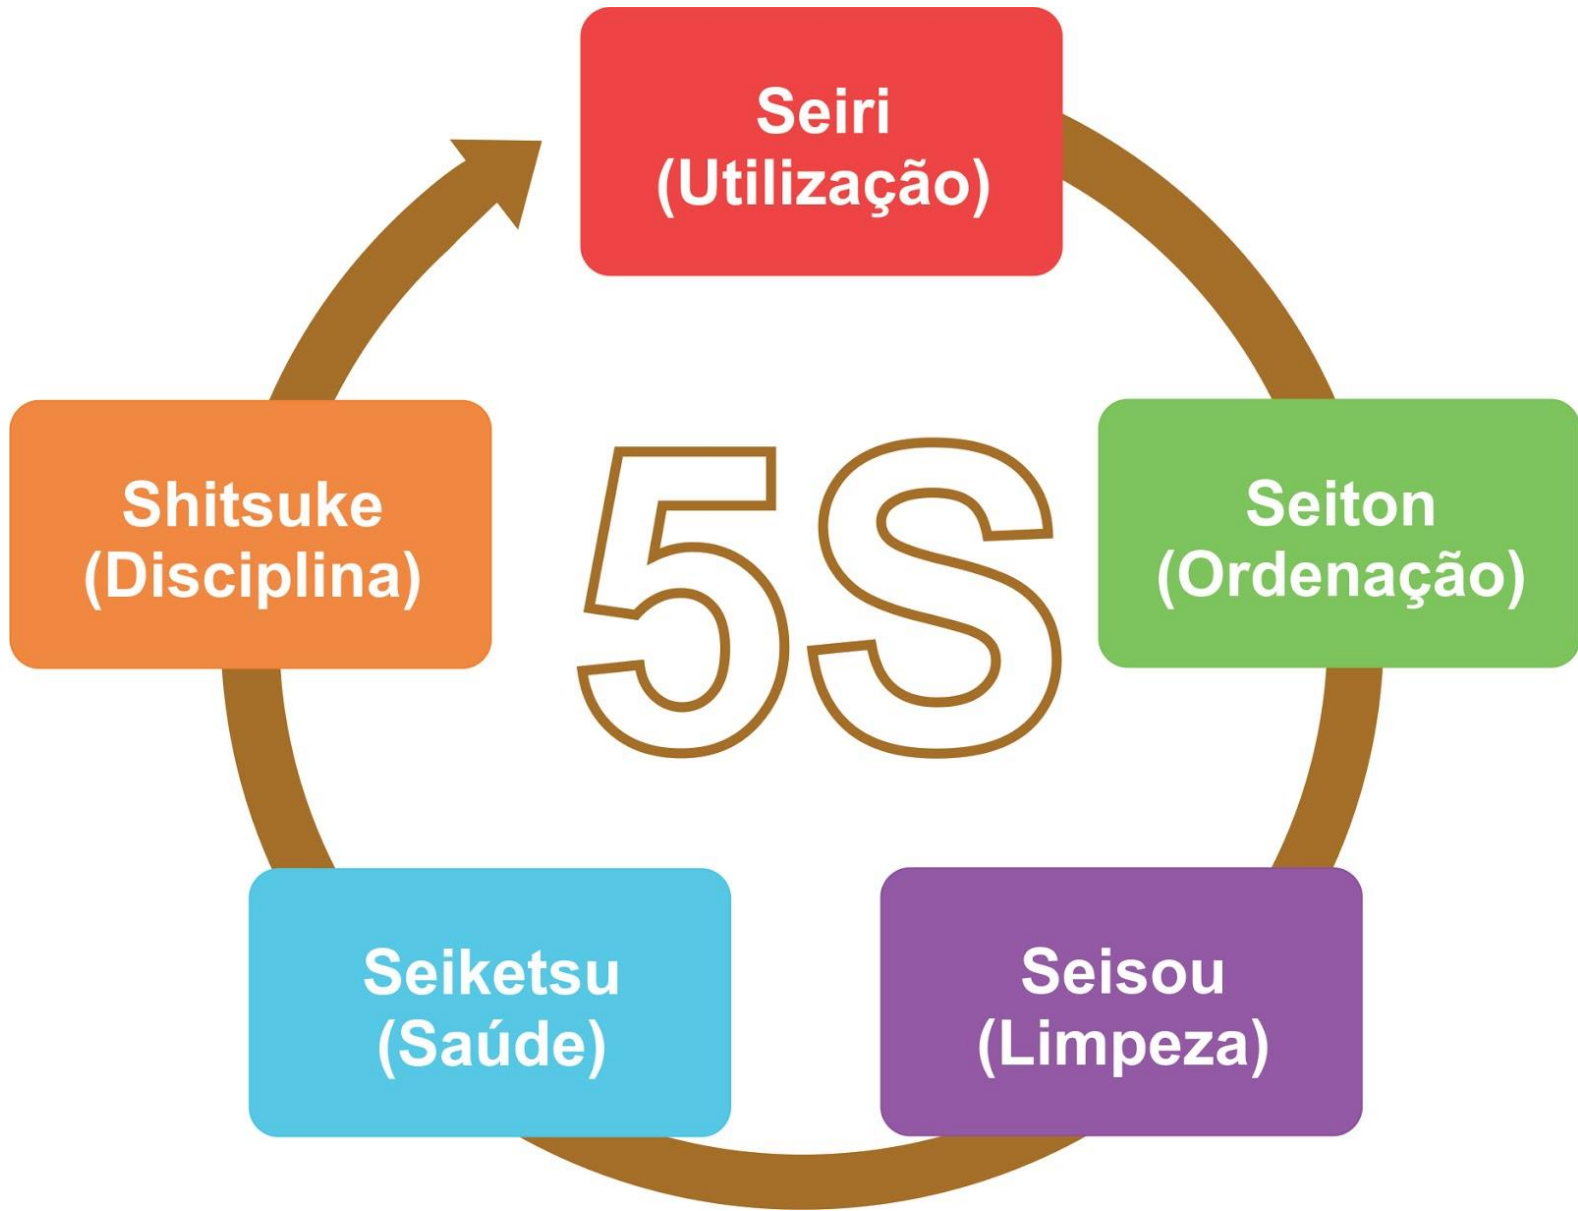 Seiri
(Utilização)
Seiton
(Ordenação)
Seisou
(Limpeza)
Seiketsu
(Saúde)
Shitsuke
(Disciplina)
5S